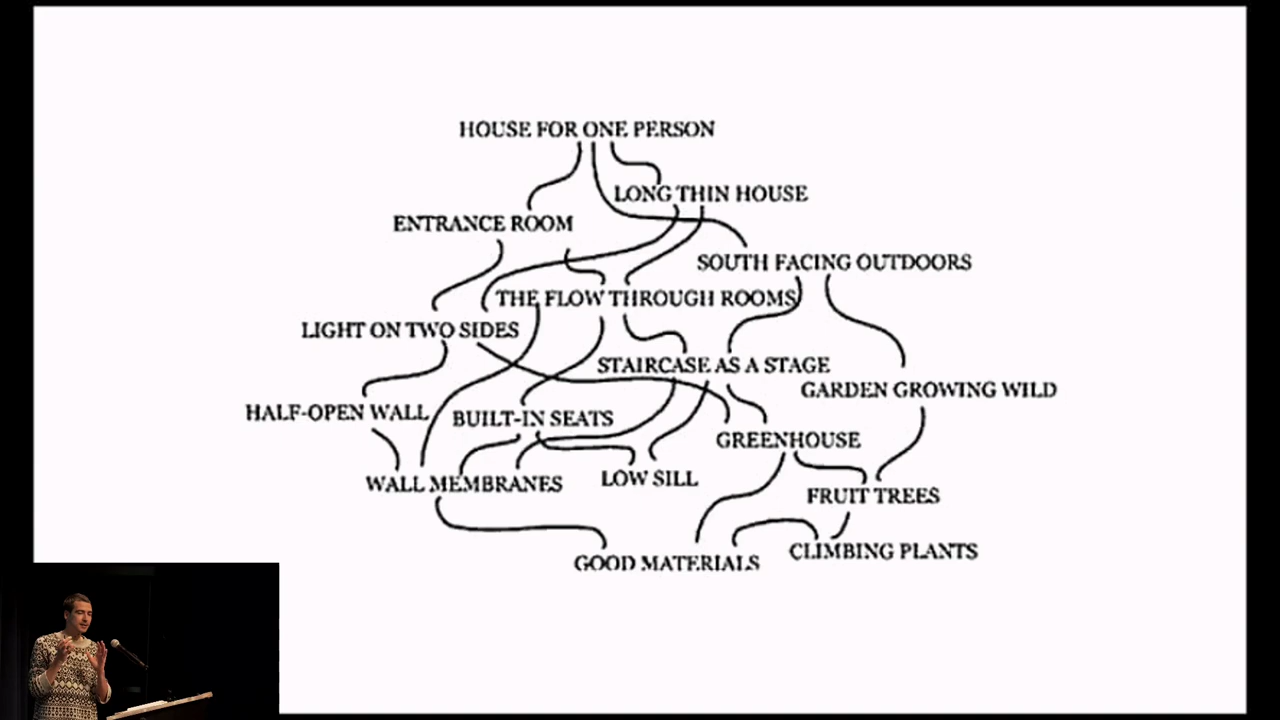 HOUSE FOR ONE PERSON
LONG THIN HOUSE
ENTRANCE ROOM
SOUTH FACING OUTDOORS
THE FLOW THROUGH ROOMS
LIGHT ON TWO SIDES
STAIRCASE AS A STAGE
GARDEN GROWING WILD
HALF-OPEN WALL
BUILT-IN SEATS
GREENHOUSE
WALL MEMBRANES
LOW SILL
FRUIT TREES
CLIMBING PLANTS
GOOD MATERIALS